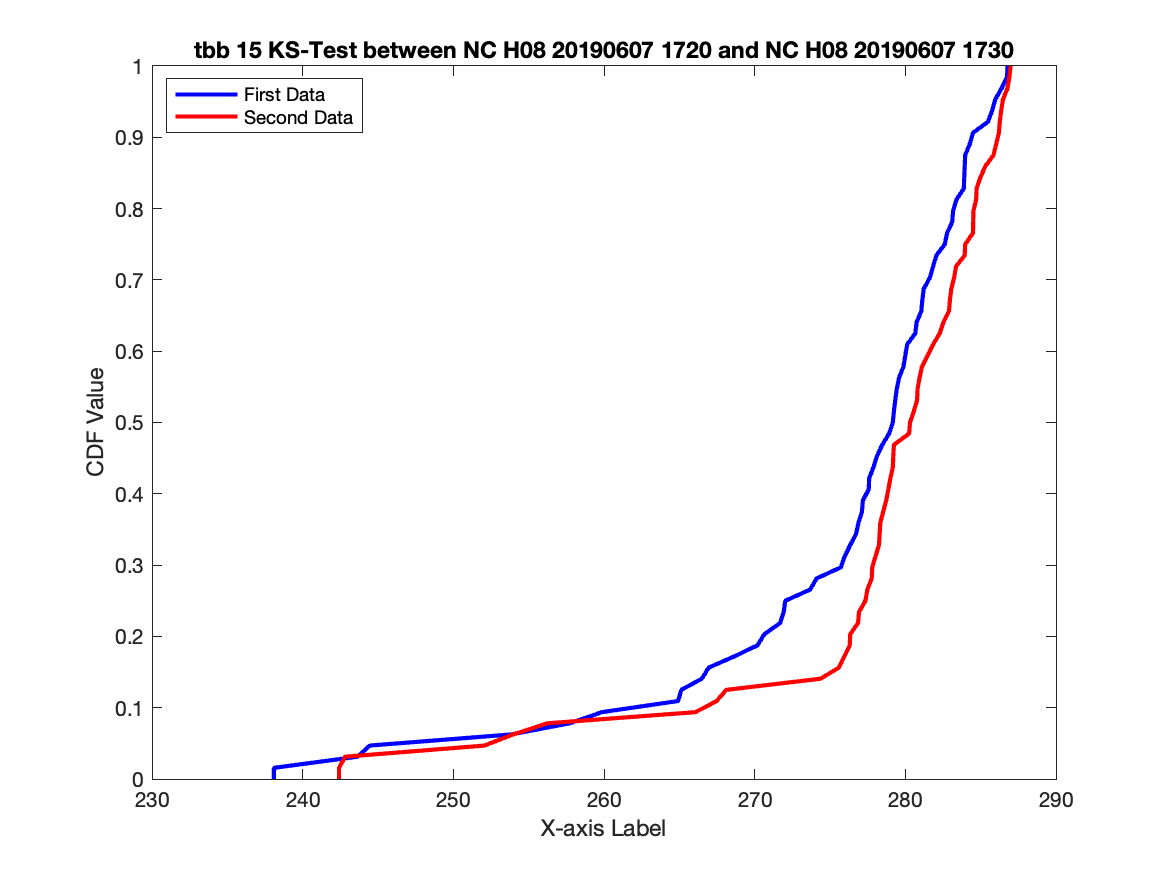 tbb 15 KS-Test between NC H08 20190607 1720 and NC H08 20190607 1730
First Data
Second Data
1
0.9
0.8
0.7
0.6
0.5
0.4
0.3
0.2
0.1
0
CDF Value
230 240 250 260 270 280 290
X-axis Label